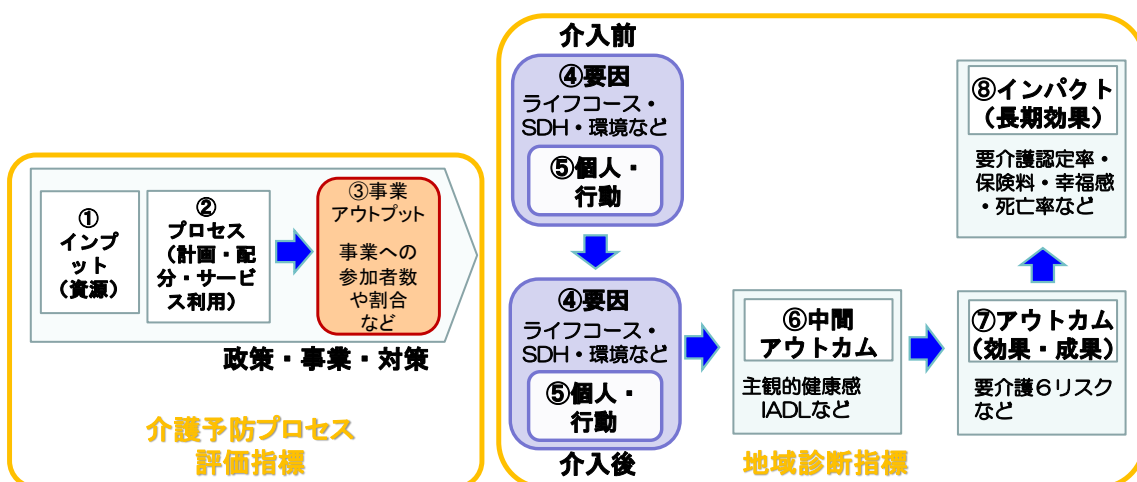 ①
インプ
ット
（資源）
②
プロセス
（計画・配
分・サービ
ス利用）
③事業
アウトプット
事業への
参加者数
や割合
など
政策・事業・対策
介護予防プロセス
評価指標
介入前
④要因
ライフコース・
SDH・環境など
⑤個人・
行動
④要因
ライフコース・
SDH・環境など
⑤個人・
行動
介入後
⑥中間
アウトカム
主観的健康感
IADLなど
⑦アウトカム
（効果・成果）
要介護６リスク
など
⑧インパクト
（長期効果）
要介護認定率・
保険料・幸福感
・死亡率など
地域診断指標